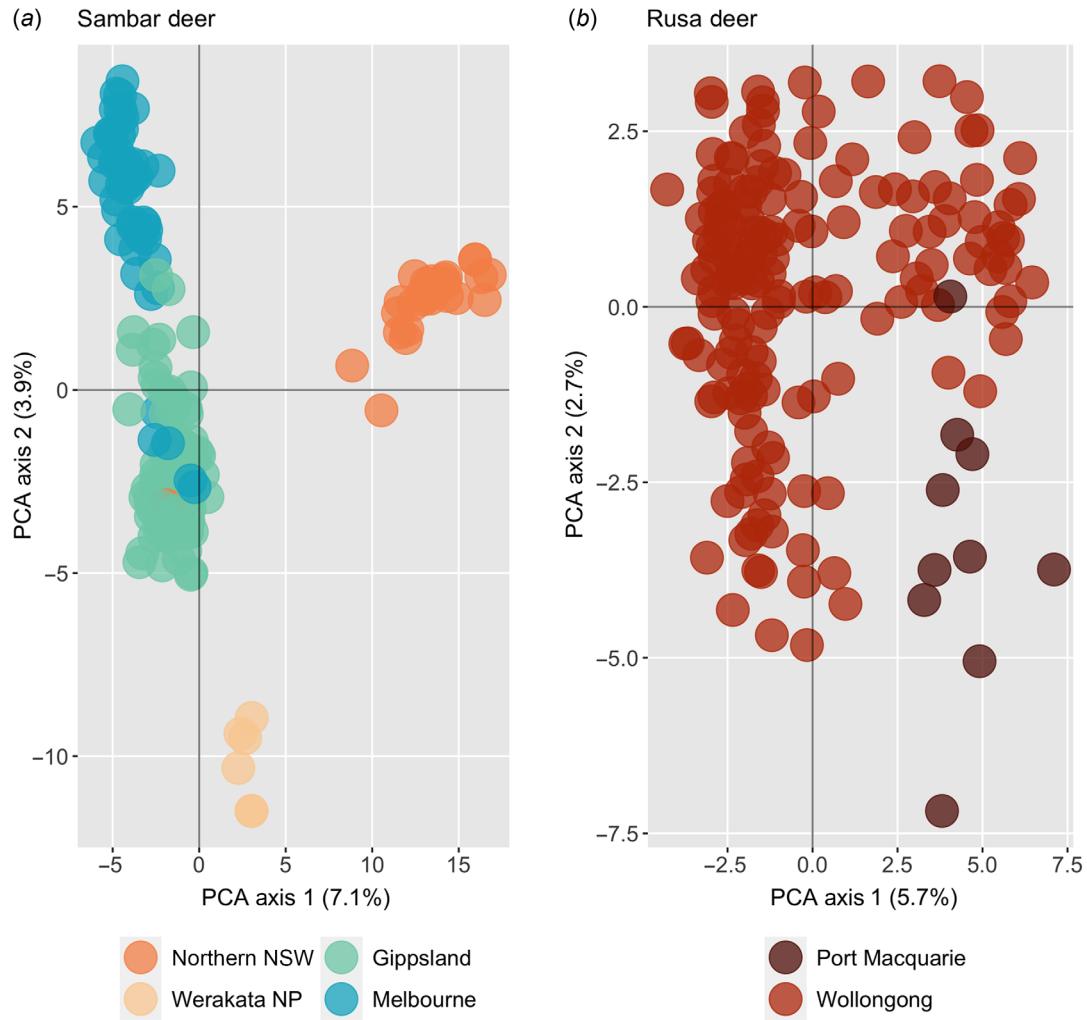 (a) Sambar deer
(b) Rusa deer
PCA axis 2 (3.9%)
5
0
−5
−10
−5 0 5 10 15
PCA axis 1 (7.1%)
PCA axis 2 (2.7%)
2.5
0.0
−2.5
−5.0
−7.5
−2.5 0.0 2.5 5.0 7.5
PCA axis 1 (5.7%)
Northern NSW
Gippsland
Werakata NP
Melbourne
Port Macquarie
Wollongong